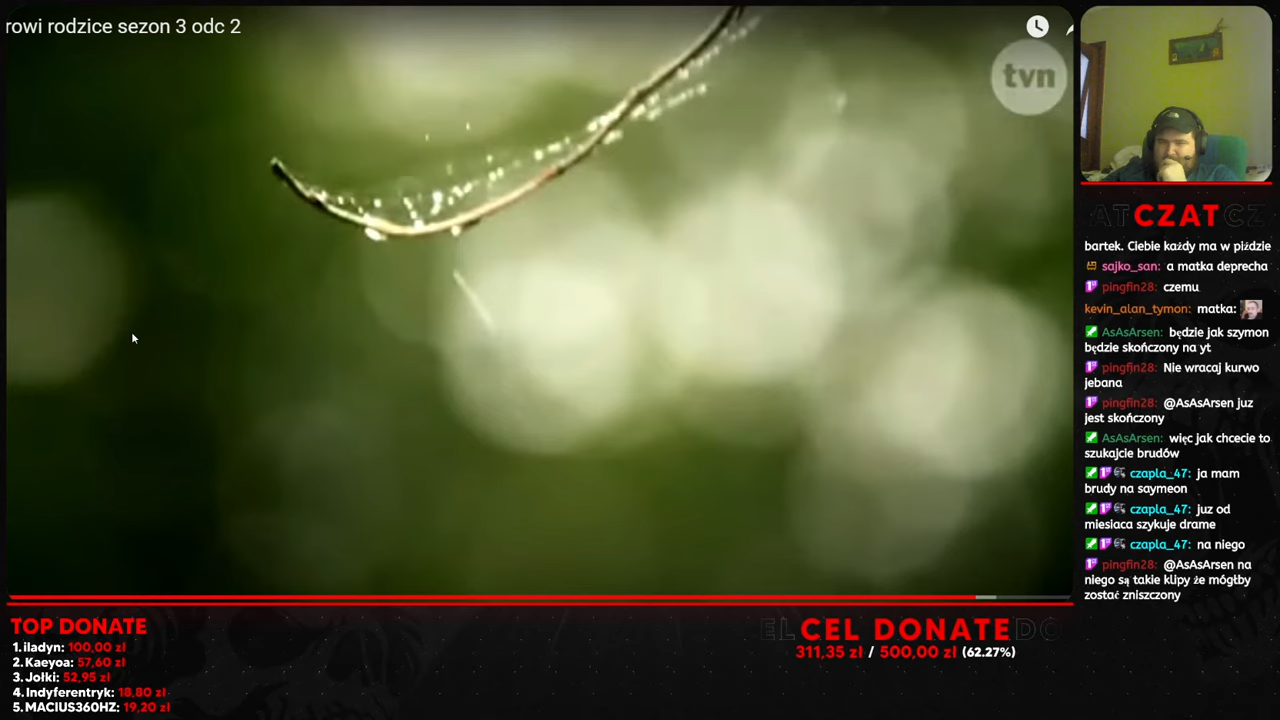 rowi rodzice sezon 3 odc 2
tvn
CZAT
bartek. Ciebie każdy ma w piździe
sajko_san: a matka deprecha
pingfin28: czemu
kevin_alan_tymon: matka:
AsAsArsen: będzie jak szymon
będzie skończony na yt
pingfin28: Nie wracaj kurwo
jebana
pingfin28: @AsAsArsen juz
jest skończony
AsAsArsen: więc jak chcecie to
szukajcie brudów
czapla_47: ja mam
brudy na saymeon
czapla_47: juz od
miesiaca szykuje drame
czapla_47: na niego
pingfin28: @AsAsArsen na
niego są takie klipy że mógłby
zostać zniszczony
TOP DONATE
1. iladyn: 100,00 zł
2. Kaeyoa: 57,60 zł
3. Jołki: 52,95 zł
4. Indyferentryk: 18,80 zł
5. MACIUS360HZ: 19,20 zł
CEL DONATE
311,35 zł / 500,00 zł (62.27%)